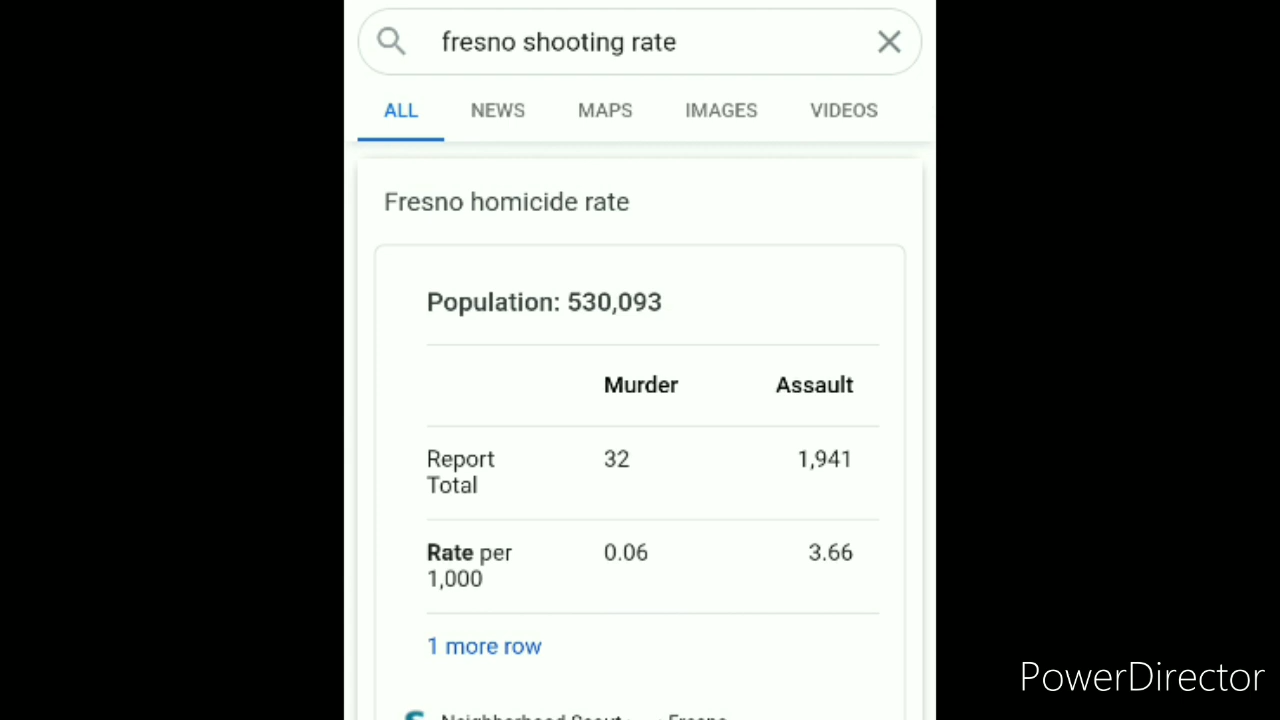 fresno shooting rate
ALL NEWS MAPS IMAGES VIDEOS
Fresno homicide rate
Population: 530,093
Murder Assault
Report Total 32 1,941
Rate per 1,000 0.06 3.66
1 more row
PowerDirector